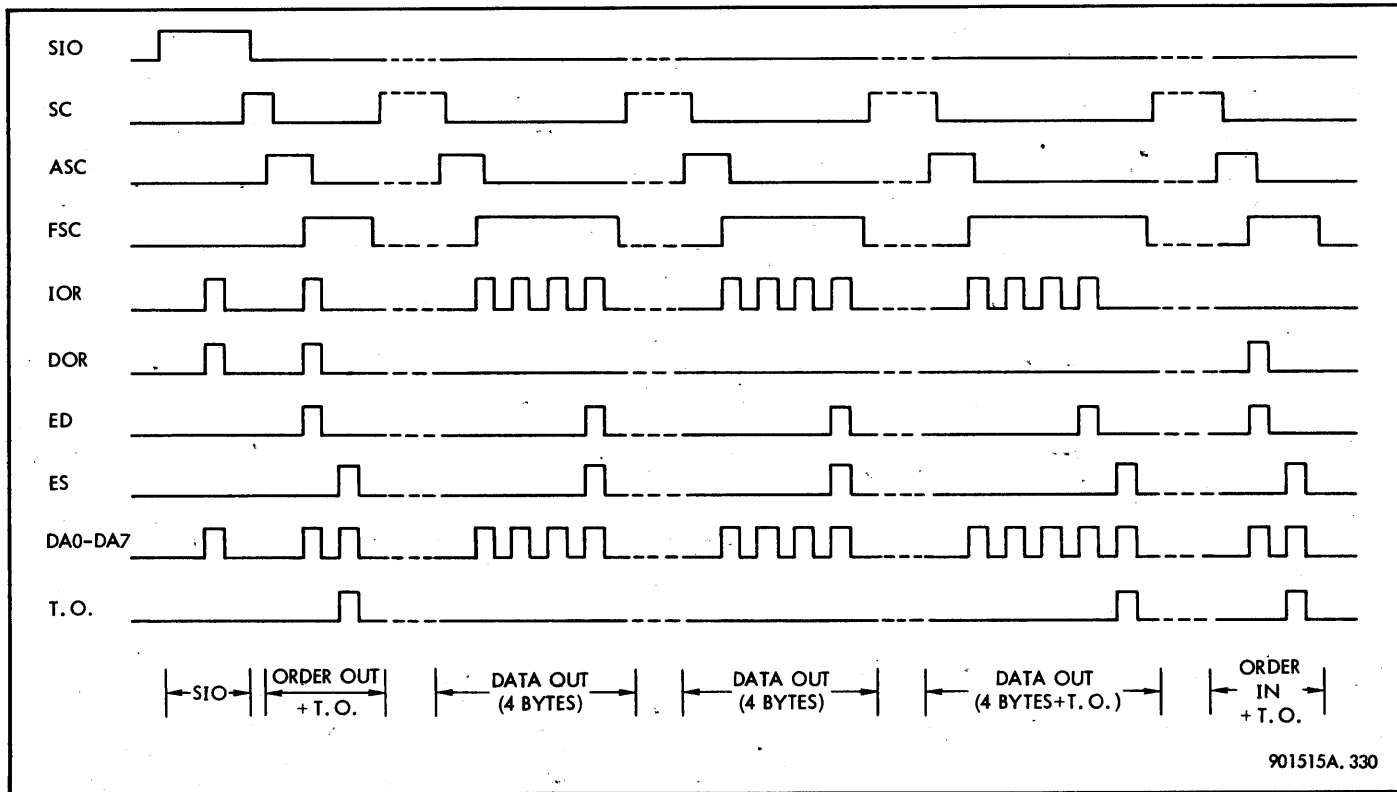 SIO
SC
ASC
FSC
IOR
DOR
ED
ES
DA0-DA7
T.O.
SIO
ORDER OUT
+ T.O.
DATA OUT
(4 BYTES)
DATA OUT
(4 BYTES)
DATA OUT
(4 BYTES+T.O.)
ORDER
IN
+ T.O.
901515A.330